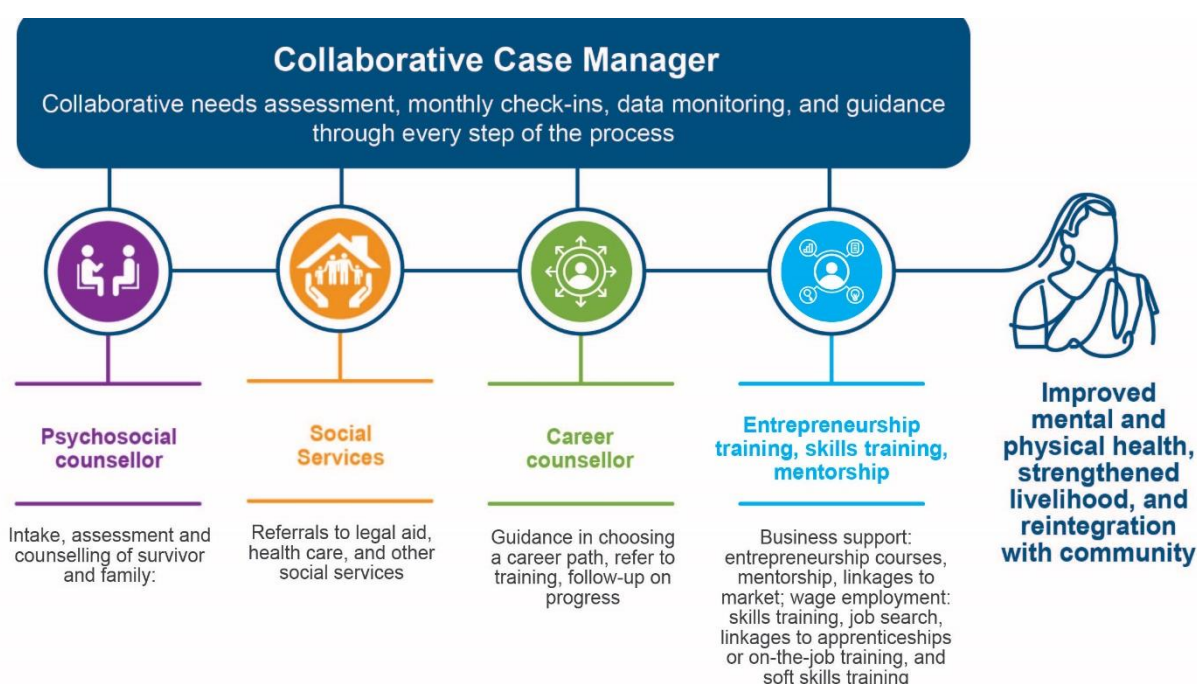 Collaborative Case Manager
Collaborative needs assessment, monthly check-ins, data monitoring, and guidance
through every step of the process
Psychosocial
counsellor
Intake, assessment and
counselling of survivor
and family:
Social
Services
Referrals to legal aid,
health care, and other
social services
Career
counsellor
Guidance in choosing
a career path, refer to
training, follow-up on
progress
Entrepreneurship
training, skills training,
mentorship
Business support:
entrepreneurship courses,
mentorship, linkages to
market; wage employment:
skills training, job search,
linkages to apprenticeships
or on-the-job training, and
soft skills training
Improved
mental and
physical health,
strengthened
livelihood, and
reintegration
with community